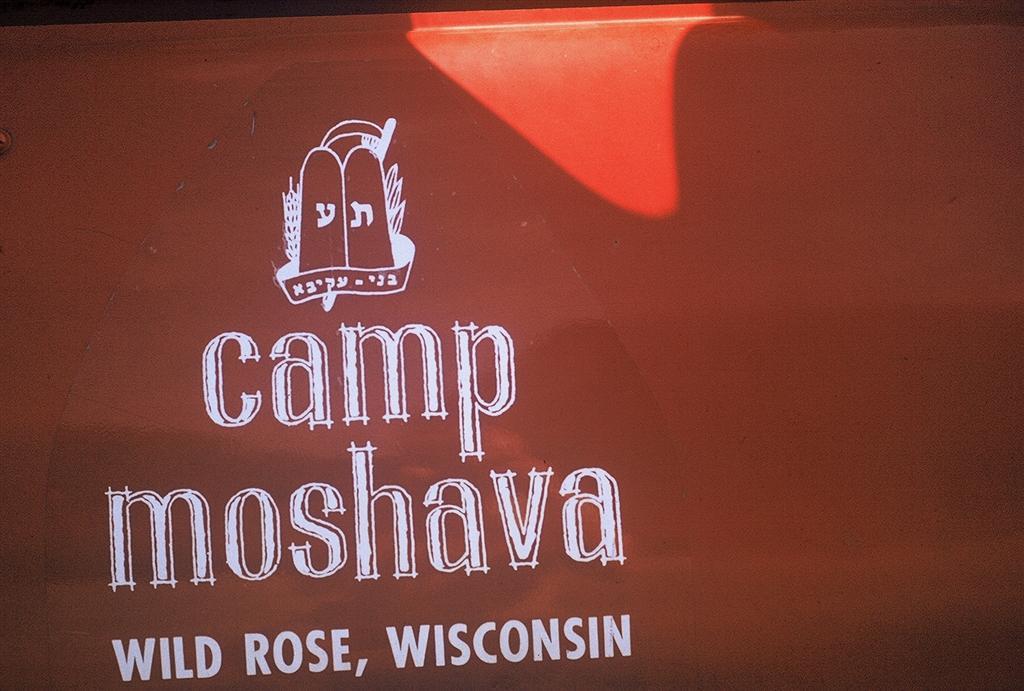 ע ת
בני - עקיבא
camp
moshava
WILD ROSE, WISCONSIN